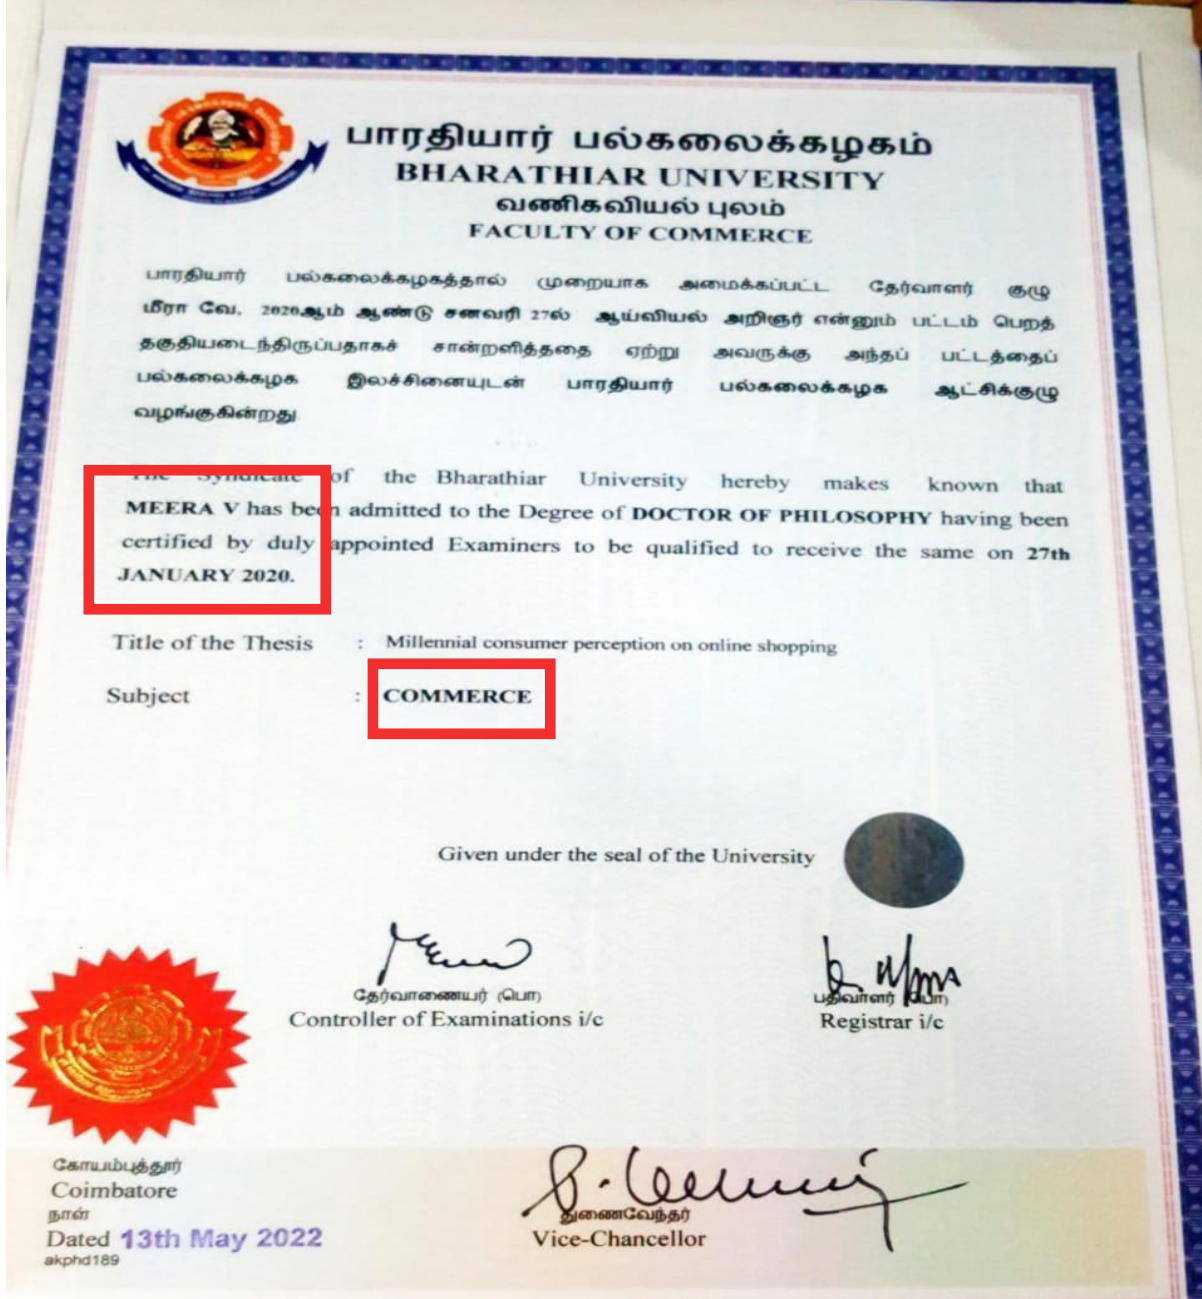 பாரதியார் பல்கலைக்கழகம்
BHARATHIAR UNIVERSITY
வணிகவியல் புலம்
FACULTY OF COMMERCE
பாரதியார் பல்கலைக்கழகத்தால் முறையாக அமைக்கப்பட்ட தேர்வாளர் குழு
மீரா வே. 2020ஆம் ஆண்டு சனவரி 27ல் ஆய்வியல் அறிஞர் என்னும் பட்டம் பெறத்
தகுதியடைந்திருப்பதாகச் சான்றளித்ததை ஏற்று அவருக்கு அந்தப் பட்டத்தைப்
பல்கலைக்கழக இலச்சினையுடன் பாரதியார் பல்கலைக்கழக ஆட்சிக்குழு
வழங்குகின்றது.
The Syndicate of the Bharathiar University hereby makes known that
MEERA V has been admitted to the Degree of DOCTOR OF PHILOSOPHY having been
certified by duly appointed Examiners to be qualified to receive the same on 27th
JANUARY 2020.
Title of the Thesis : Millennial consumer perception on online shopping
Subject : COMMERCE
Given under the seal of the University
தேர்வாணையர் (பொ)
Controller of Examinations i/c
பதிவாளர் (பொ)
Registrar i/c
கோயம்புத்தூர்
Coimbatore
நாள்
Dated 13th May 2022
akphd189
துணைவேந்தர்
Vice-Chancellor